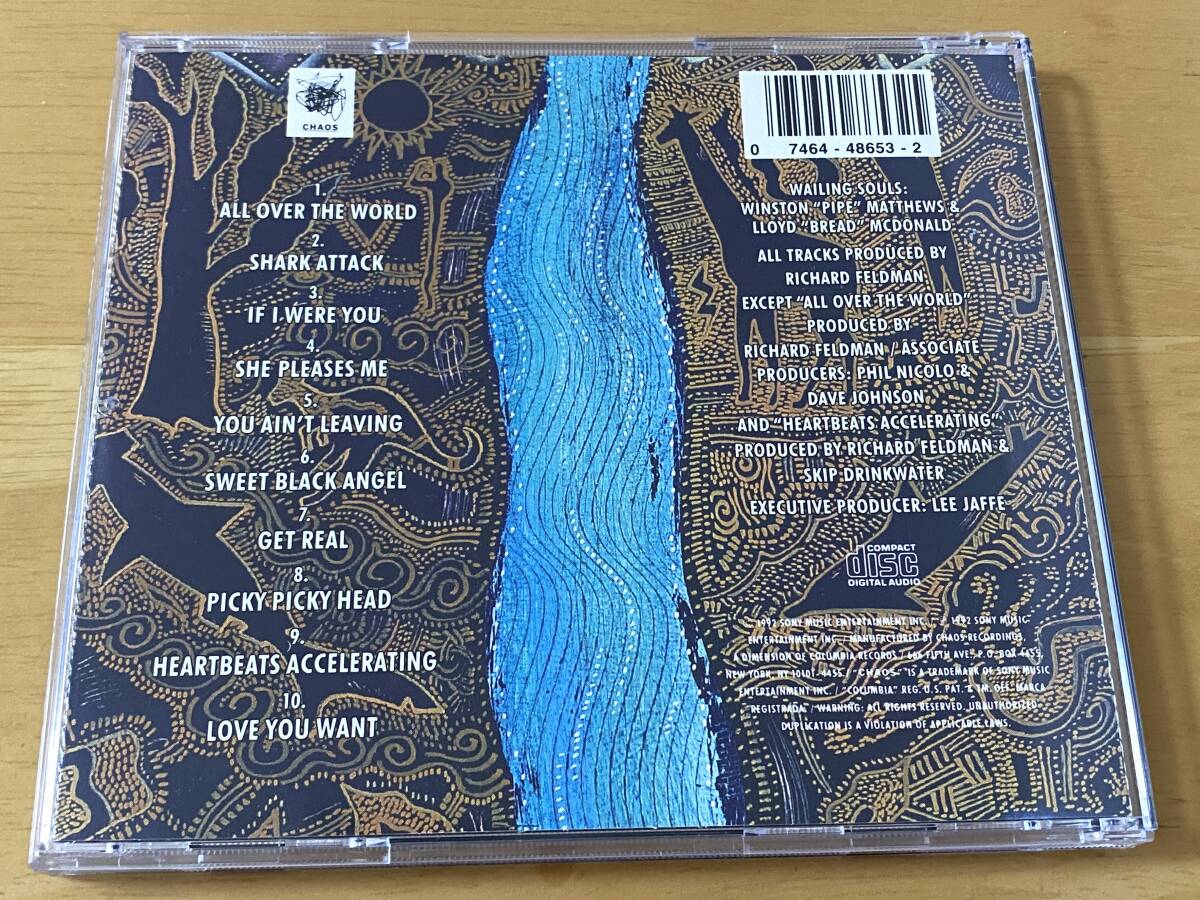 CHAOS
1.
ALL OVER THE WORLD
2.
SHARK ATTACK
3.
IF I WERE YOU
4.
SHE PLEASES ME
5.
YOU AIN'T LEAVING
6.
SWEET BLACK ANGEL
7.
GET REAL
8.
PICKY PICKY HEAD
9.
HEARTBEATS ACCELERATING
10.
LOVE YOU WANT
0 7464-48653-2
WAILING SOULS:
WINSTON "PIPE" MATTHEWS &
LLOYD "BREAD" MCDONALD
ALL TRACKS PRODUCED BY
RICHARD FELDMAN
EXCEPT "ALL OVER THE WORLD"
PRODUCED BY
RICHARD FELDMAN / ASSOCIATE
PRODUCERS: PHIL NICOLO &
DAVE JOHNSON
AND "HEARTBEATS ACCELERATING"
PRODUCED BY RICHARD FELDMAN &
SKIP DRINKWATER
EXECUTIVE PRODUCER: LEE JAFFE
COMPACT
disc
DIGITAL AUDIO
1992 SONY MUSIC ENTERTAINMENT INC. / 1992 SONY MUSIC
ENTERTAINMENT INC. / MANUFACTURED BY CHAOS RECORDINGS,
A DIMENSION OF COLUMBIA RECORDS / 666 FIFTH AVE., P.O. BOX 4455,
NEW YORK, NY 10101-4455. / "CHAOS" IS A TRADEMARK OF SONY MUSIC
ENTERTAINMENT INC. / "COLUMBIA" REG. U.S. PAT. & TM. OFF. MARCA
REGISTRADA. / WARNING: ALL RIGHTS RESERVED. UNAUTHORIZED
DUPLICATION IS A VIOLATION OF APPLICABLE LAWS.